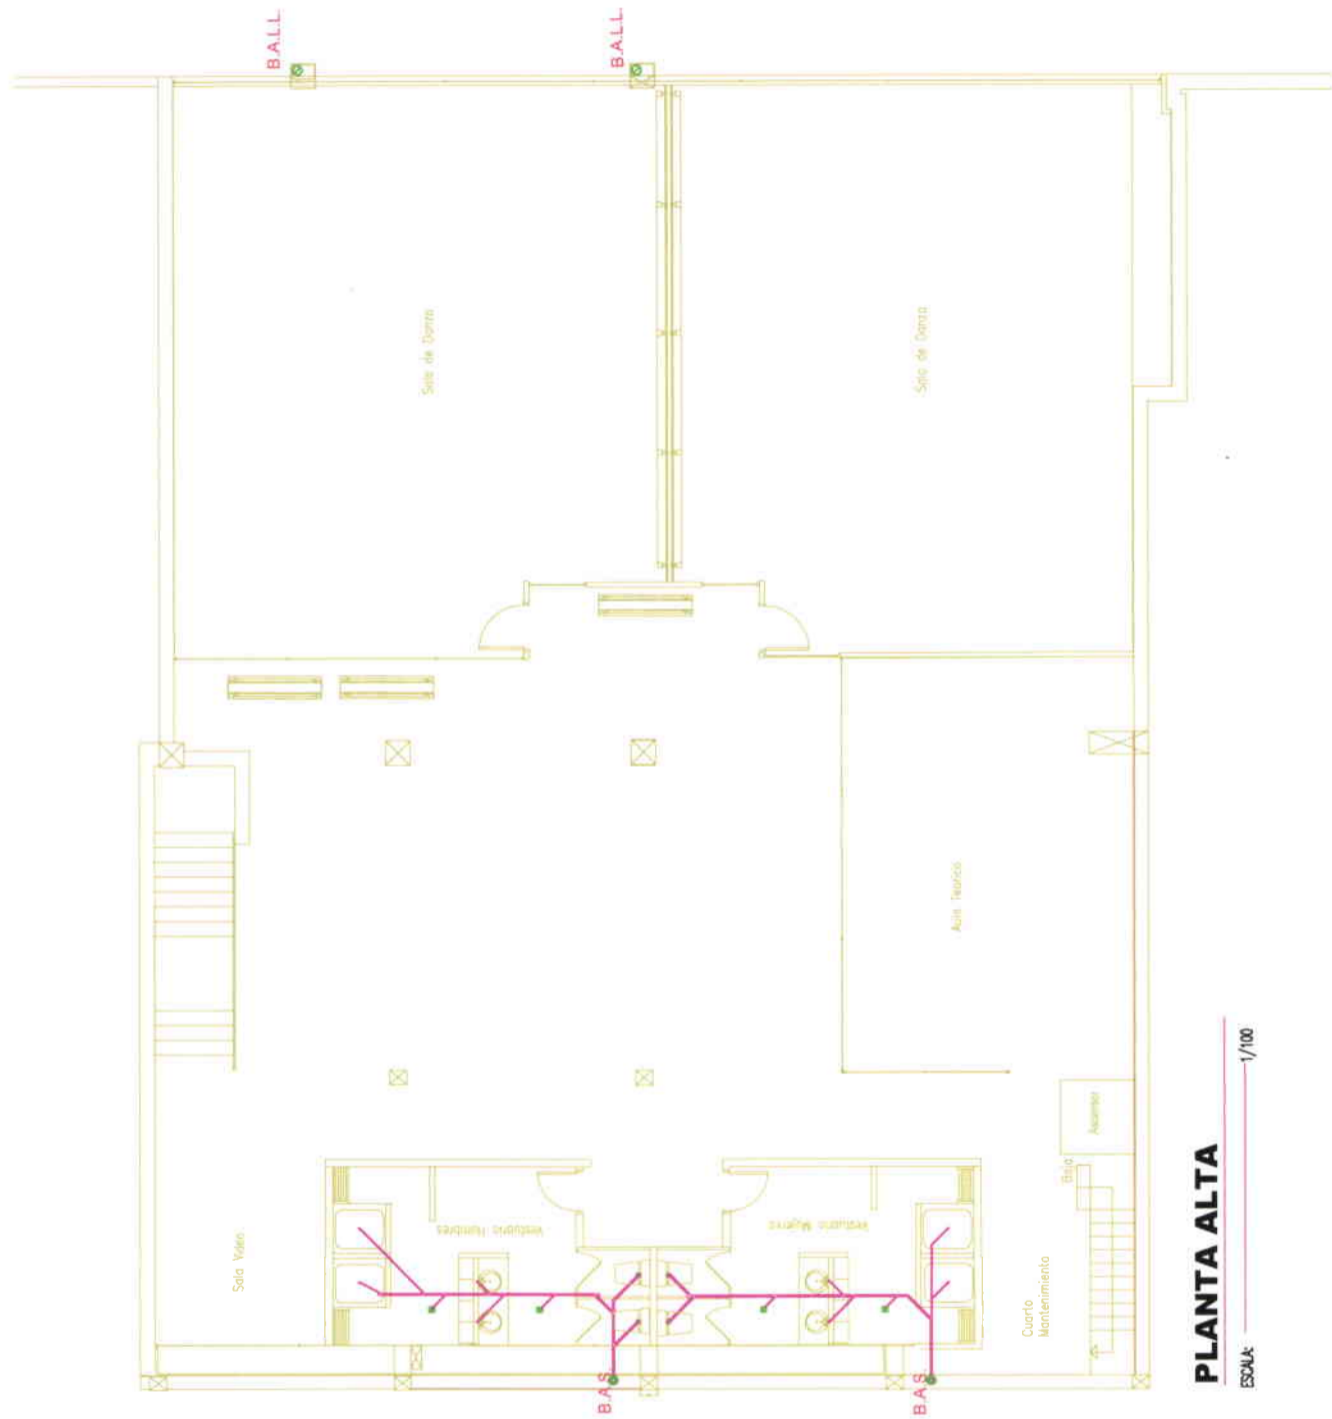 B.A.L.L.
B.A.L.L.
Sala de Danza
Sala de Danza
Aula Teorica
Ascensor
Baja
Vestuario Hombres
Vestuario Mujeres
Sala Video
Cuarto
Mantenimiento
B.A.S.
B.A.S.
PLANTA ALTA
ESCALA: 1/100